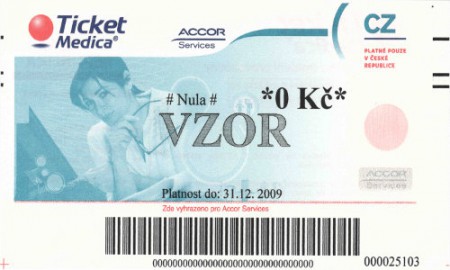 Ticket
Medica®
ACCOR
Services
CZ
PLATNÉ POUZE
V ČESKÉ
REPUBLICE
# Nula #
*0 Kč*
VZOR
ACCOR
Services
Platnost do: 31.12. 2009
Zde vyhrazeno pro Accor Services
000025103